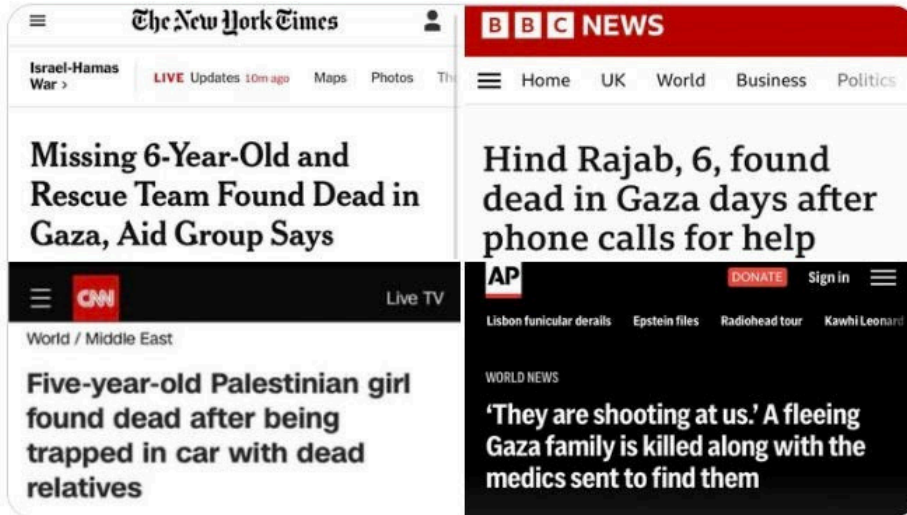 The New York Times
Israel-Hamas
War >
LIVE Updates 10m ago Maps Photos Th
Missing 6-Year-Old and
Rescue Team Found Dead in
Gaza, Aid Group Says
BBC NEWS
Home UK World Business Politics
Hind Rajab, 6, found
dead in Gaza days after
phone calls for help
CNN
Live TV
World / Middle East
Five-year-old Palestinian girl
found dead after being
trapped in car with dead
relatives
AP
DONATE Sign in
Lisbon funicular derails Epstein files Radiohead tour Kawhi Leonard
WORLD NEWS
‘They are shooting at us.’ A fleeing
Gaza family is killed along with the
medics sent to find them